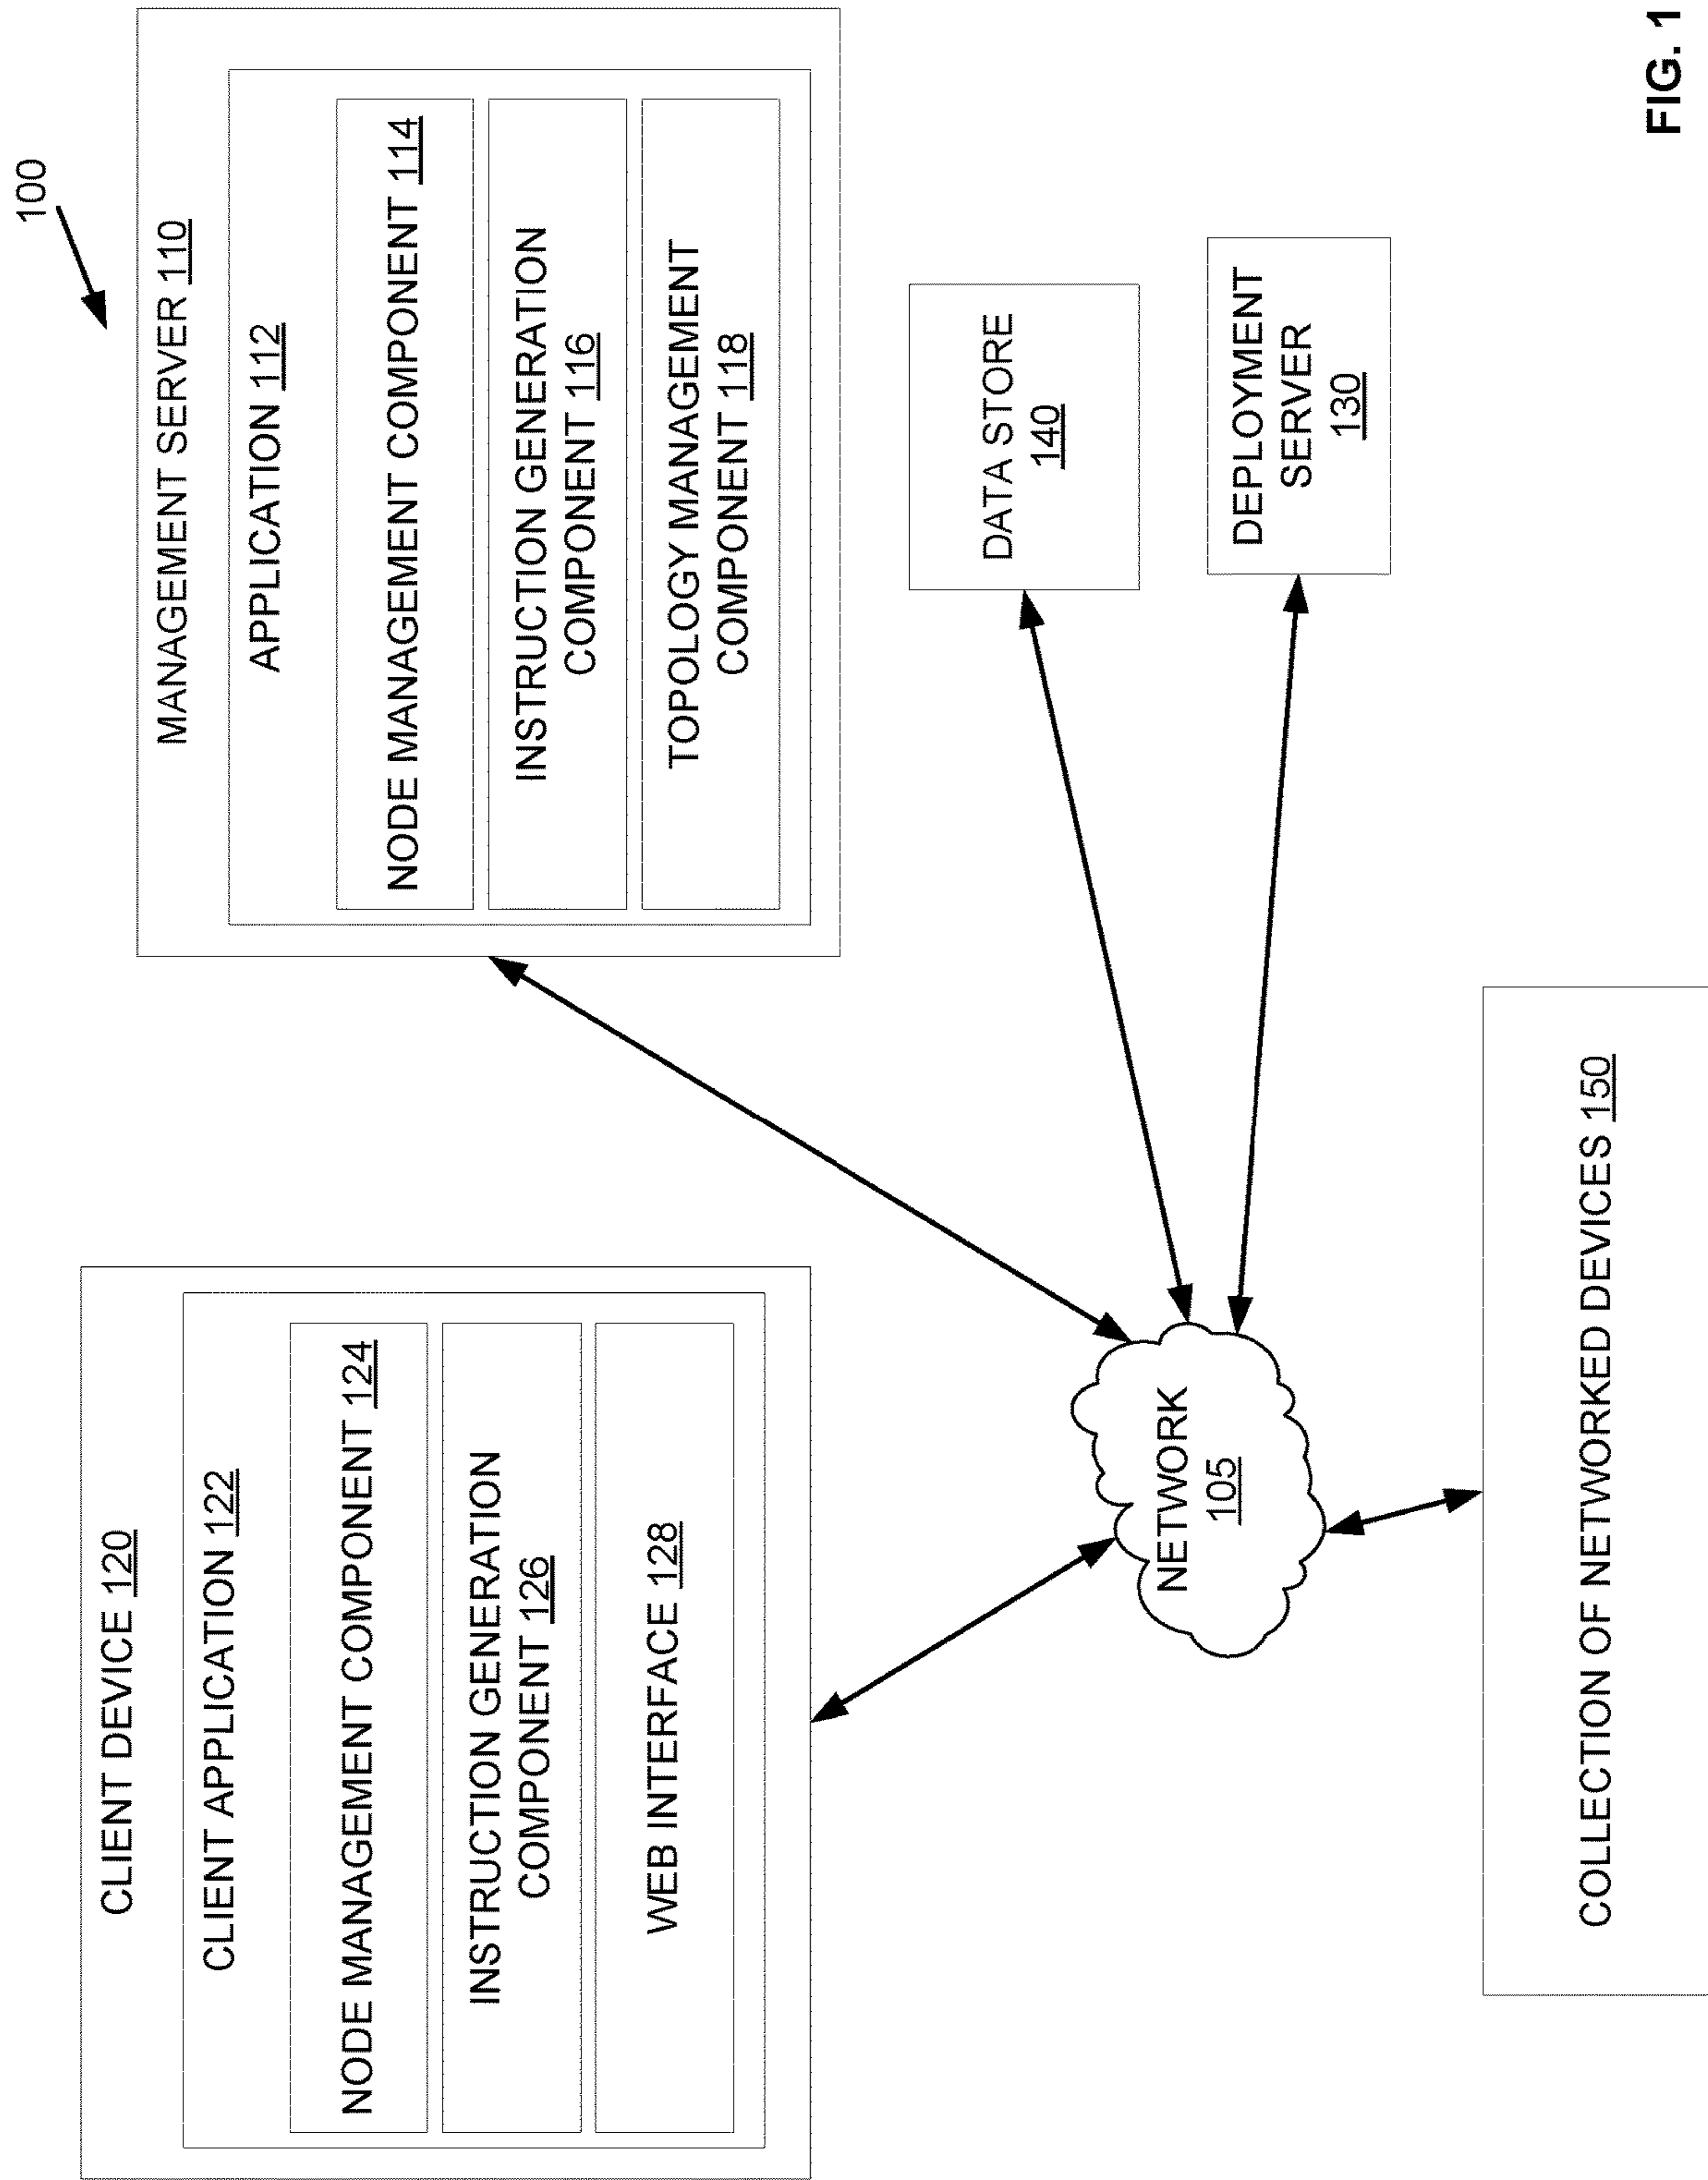 100
CLIENT DEVICE 120
CLIENT APPLICATION 122
NODE MANAGEMENT COMPONENT 124
INSTRUCTION GENERATION
COMPONENT 126
WEB INTERFACE 128
MANAGEMENT SERVER 110
APPLICATION 112
NODE MANAGEMENT COMPONENT 114
INSTRUCTION GENERATION
COMPONENT 116
TOPOLOGY MANAGEMENT
COMPONENT 118
NETWORK
105
DATA STORE
140
DEPLOYMENT
SERVER
130
COLLECTION OF NETWORKED DEVICES 150
FIG. 1